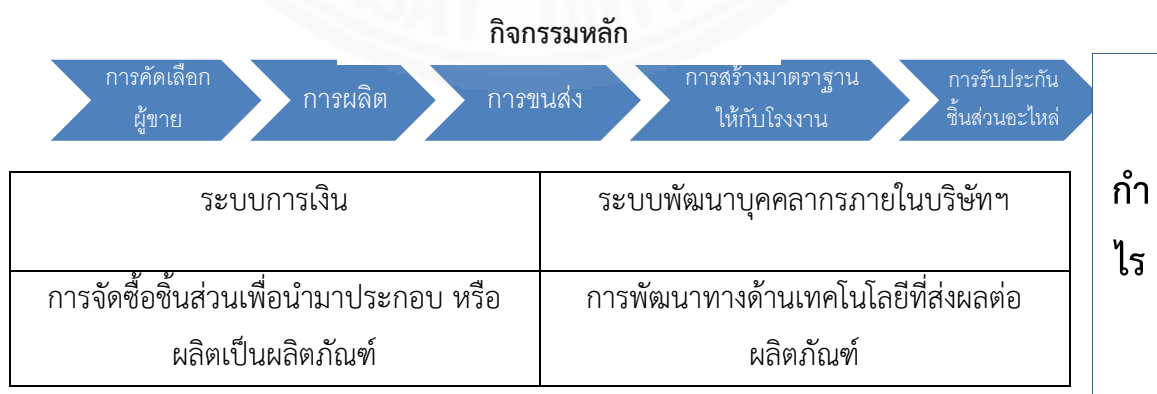 กิจกรรมหลัก
การคัดเลือก
ผู้ขาย
การผลิต
การขนส่ง
การสร้างมาตราฐาน
ให้กับโรงงาน
การรับประกัน
ชิ้นส่วนอะไหล่
ระบบการเงิน
ระบบพัฒนาบุคคลากรภายในบริษัทฯ
การจัดซื้อชิ้นส่วนเพื่อนำมาประกอบ หรือ
ผลิตเป็นผลิตภัณฑ์
การพัฒนาทางด้านเทคโนโลยีที่ส่งผลต่อ
ผลิตภัณฑ์
กำ
ไร